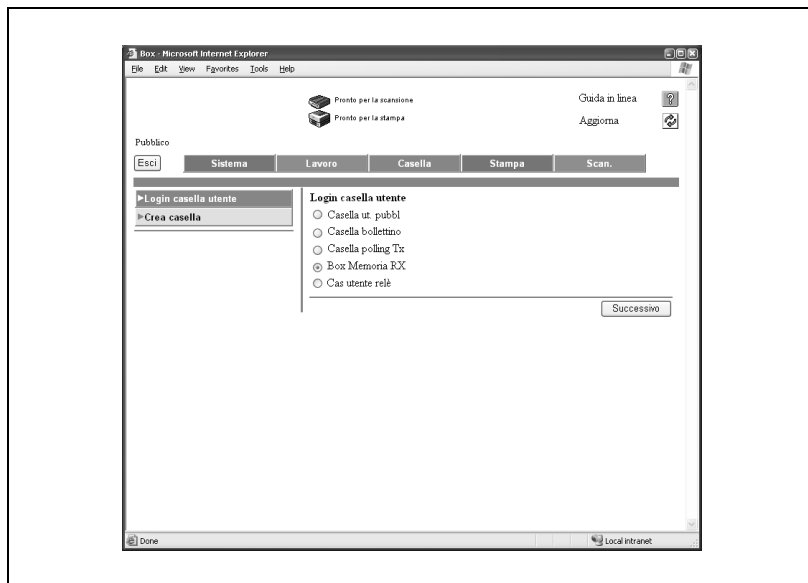 Box - Microsoft Internet Explorer
File Edit View Favorites Tools Help
Pronto per la scansione
Guida in linea ?
Pronto per la stampa
Aggiorna
Pubblico
Esci Sistema Lavoro Casella Stampa Scan.
Login casella utente
Crea casella
Login casella utente
Casella ut. pubbl
Casella bollettino
Casella polling Tx
Box Memoria RX
Cas utente relè
Successivo
Done Local intranet